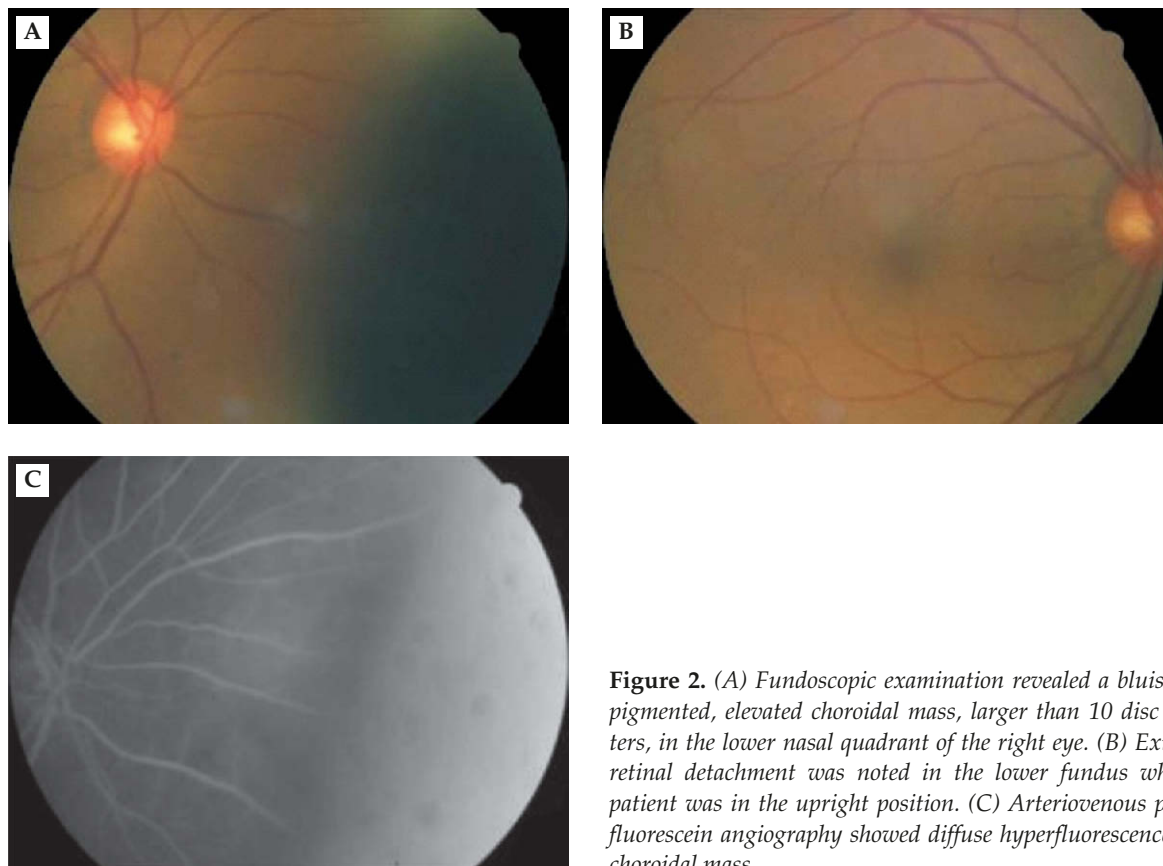 A
B
C
Figure 2. (A) Fundoscopic examination revealed a bluis
pigmented, elevated choroidal mass, larger than 10 disc
ters, in the lower nasal quadrant of the right eye. (B) Ex
retinal detachment was noted in the lower fundus wh
patient was in the upright position. (C) Arteriovenous p
fluorescein angiography showed diffuse hyperfluorescence
choroidal mass.